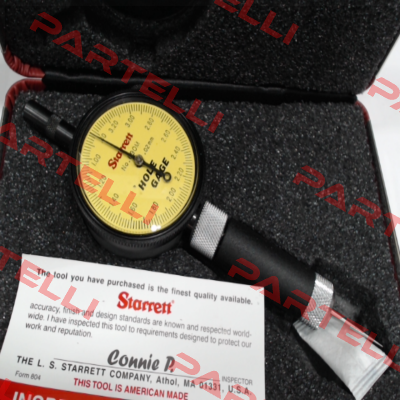 PARTELLI
PARTELLI
PARTELLI
Starrett
.02mm
HOLE
GAGE
The tool you have purchased is the finest quality available.
Starrett
accuracy, finish and design standards are known and respected world-
wide. I have inspected this tool to requirements designed to protect our
work and reputation.
Connie P.
INSPECTOR
THE L. S. STARRETT COMPANY, Athol, MA 01331, U.S.A.
Form 804
THIS TOOL IS AMERICAN MADE